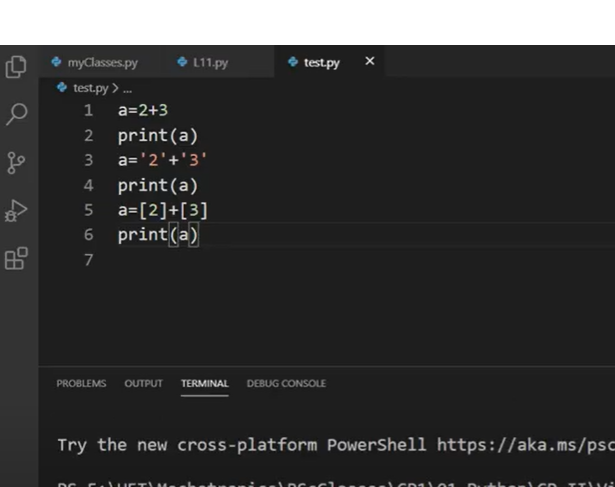 myClasses.py L11.py test.py ×
test.py > ...
1 a=2+3
2 print(a)
3 a='2'+'3'
4 print(a)
5 a=[2]+[3]
6 print(a)
7
PROBLEMS OUTPUT TERMINAL DEBUG CONSOLE
Try the new cross-platform PowerShell https://aka.ms/psc